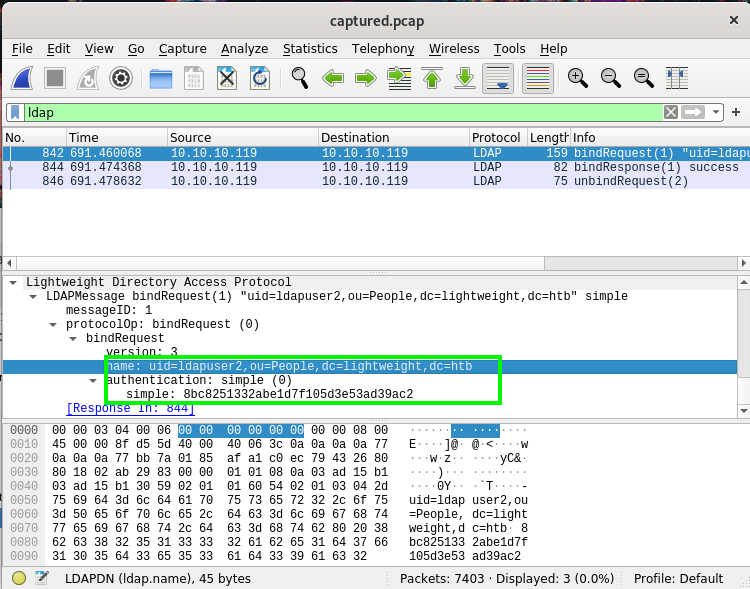 captured.pcap
File Edit View Go Capture Analyze Statistics Telephony Wireless Tools Help
ldap
No. Time Source Destination Protocol Length Info
842 691.460068 10.10.10.119 10.10.10.119 LDAP 159 bindRequest(1) "uid=ldapu
844 691.474368 10.10.10.119 10.10.10.119 LDAP 82 bindResponse(1) success
846 691.478632 10.10.10.119 10.10.10.119 LDAP 75 unbindRequest(2)
Lightweight Directory Access Protocol
LDAPMessage bindRequest(1) "uid=ldapuser2,ou=People,dc=lightweight,dc=htb" simple
messageID: 1
protocolOp: bindRequest (0)
bindRequest
version: 3
name: uid=ldapuser2,ou=People,dc=lightweight,dc=htb
authentication: simple (0)
simple: 8bc8251332abe1d7f105d3e53ad39ac2
[Response In: 844]
0000 00 00 03 04 00 06 00 00 00 00 00 00 00 00 08 00 ········ ········
0010 45 00 00 8f d5 5d 40 00 40 06 3c 0a 0a 0a 0a 77 E····]@· @·<····w
0020 0a 0a 0a 77 bb 7a 01 85 af a1 c0 ec 79 43 26 80 ···w·z·· ····yC&·
0030 80 18 02 ab 29 83 00 00 01 01 08 0a 03 ad 15 b1 ····)··· ········
0040 03 ad 15 b1 30 59 02 01 01 60 54 02 01 03 04 2d ····0Y·· ·`T····-
0050 75 69 64 3d 6c 64 61 70 75 73 65 72 32 2c 6f 75 uid=ldap user2,ou
0060 3d 50 65 6f 70 6c 65 2c 64 63 3d 6c 69 67 68 74 =People, dc=light
0070 77 65 69 67 68 74 2c 64 63 3d 68 74 62 80 20 38 weight,d c=htb· 8
0080 62 63 38 32 35 31 33 33 32 61 62 65 31 64 37 66 bc825133 2abe1d7f
0090 31 30 35 64 33 65 35 33 61 64 33 39 61 63 32 105d3e53 ad39ac2
LDAPDN (ldap.name), 45 bytes Packets: 7403 · Displayed: 3 (0.0%) Profile: Default